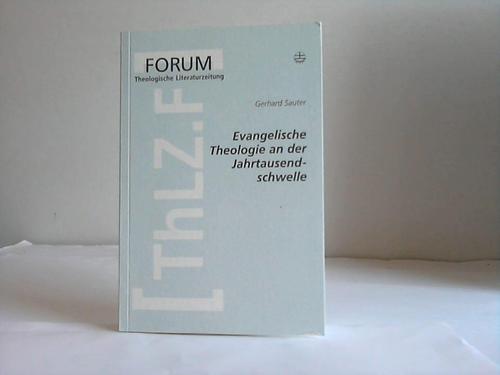 FORUM
Theologische Literaturzeitung
Gerhard Sauter
Evangelische
Theologie an der
Jahrtausend-
schwelle
[ThLZ.F]